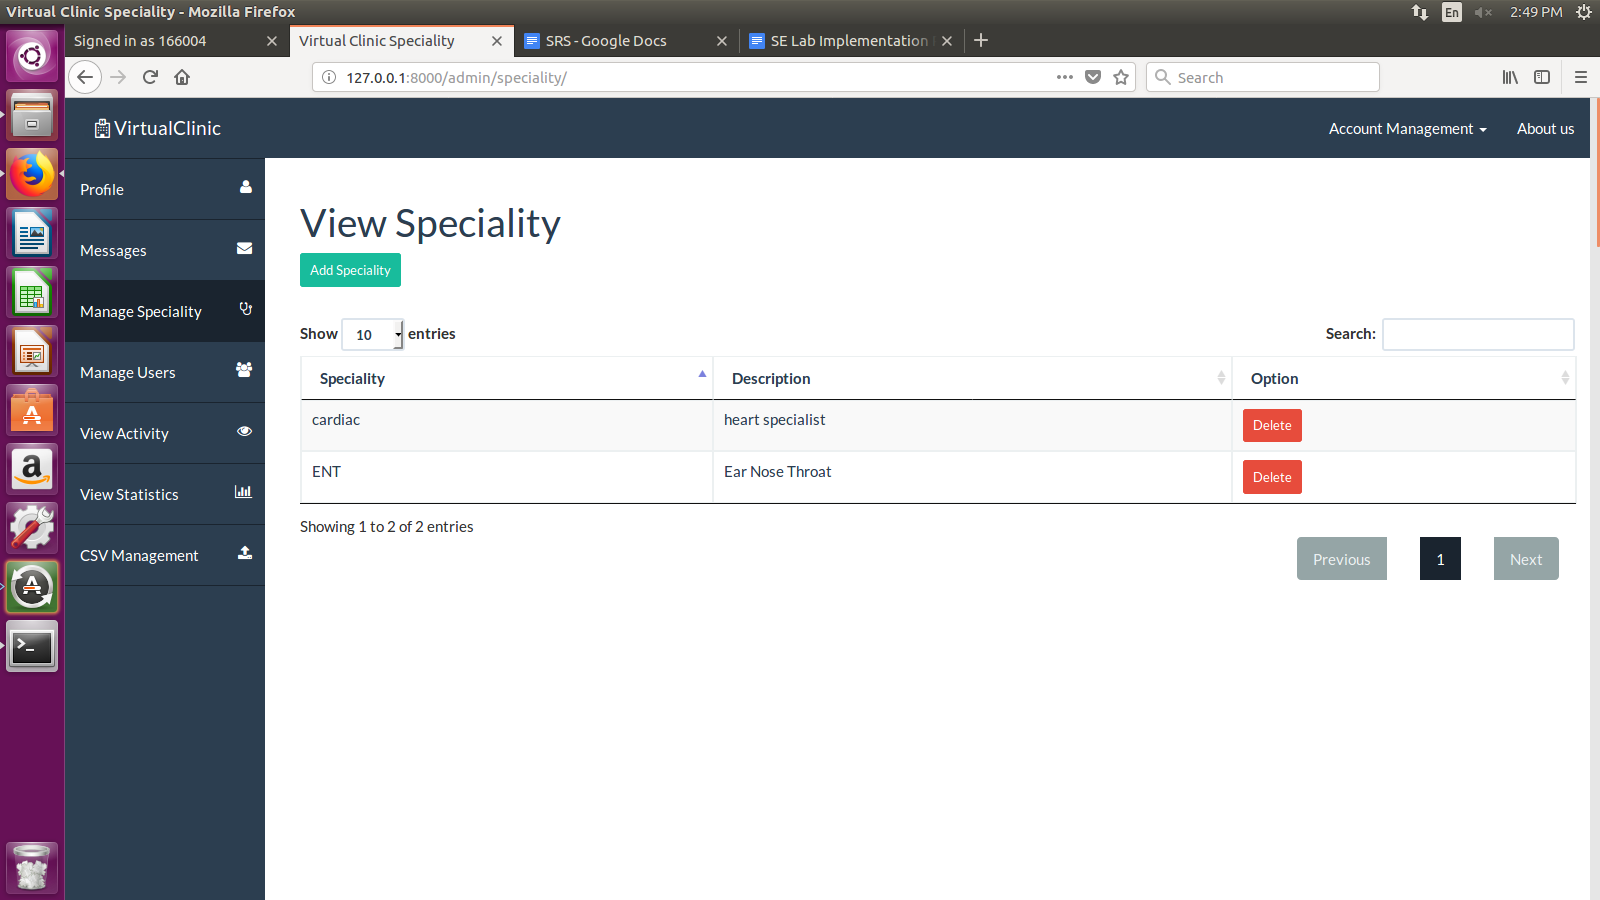 Virtual Clinic Speciality - Mozilla Firefox
En
2:49 PM
Signed in as 166004
Virtual Clinic Speciality
SRS - Google Docs
SE Lab Implementation
127.0.0.1:8000/admin/speciality/
Search
VirtualClinic
Account Management
About us
Profile
Messages
Manage Speciality
Manage Users
View Activity
View Statistics
CSV Management
View Speciality
Add Speciality
Show 10 entries
Search:
Speciality Description Option
cardiac heart specialist Delete
ENT Ear Nose Throat Delete
Showing 1 to 2 of 2 entries
Previous 1 Next